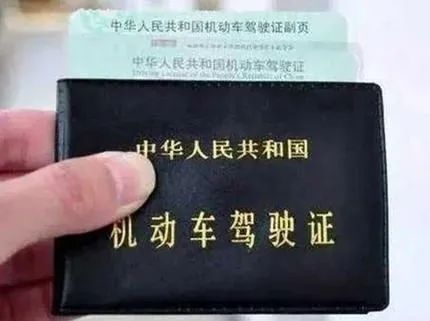 中华人民共和国机动车驾驶证副页
中华人民共和国机动车驾驶证
Driving License of the People's Republic of China
中华人民共和国
机动车驾驶证